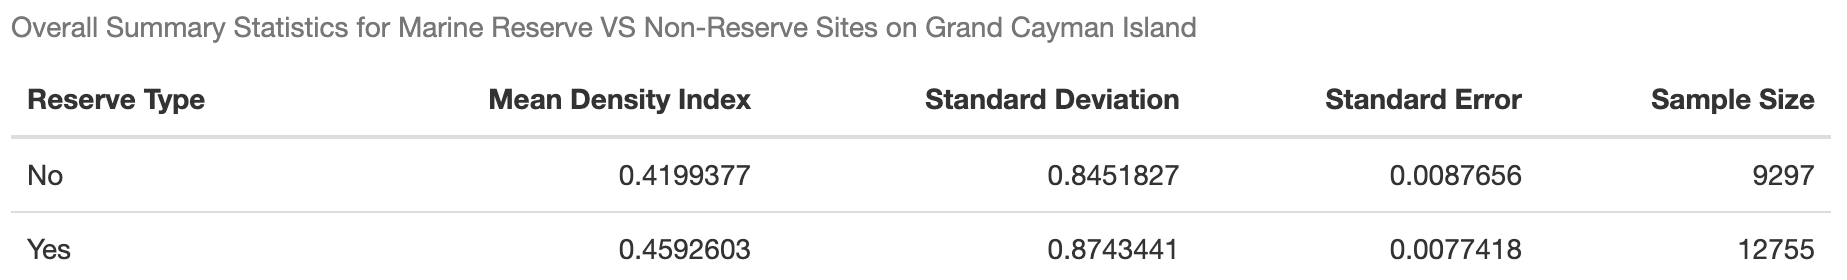 Overall Summary Statistics for Marine Reserve VS Non-Reserve Sites on Grand Cayman Island
Reserve Type Mean Density Index Standard Deviation Standard Error Sample Size
No 0.4199377 0.8451827 0.0087656 9297
Yes 0.4592603 0.8743441 0.0077418 12755